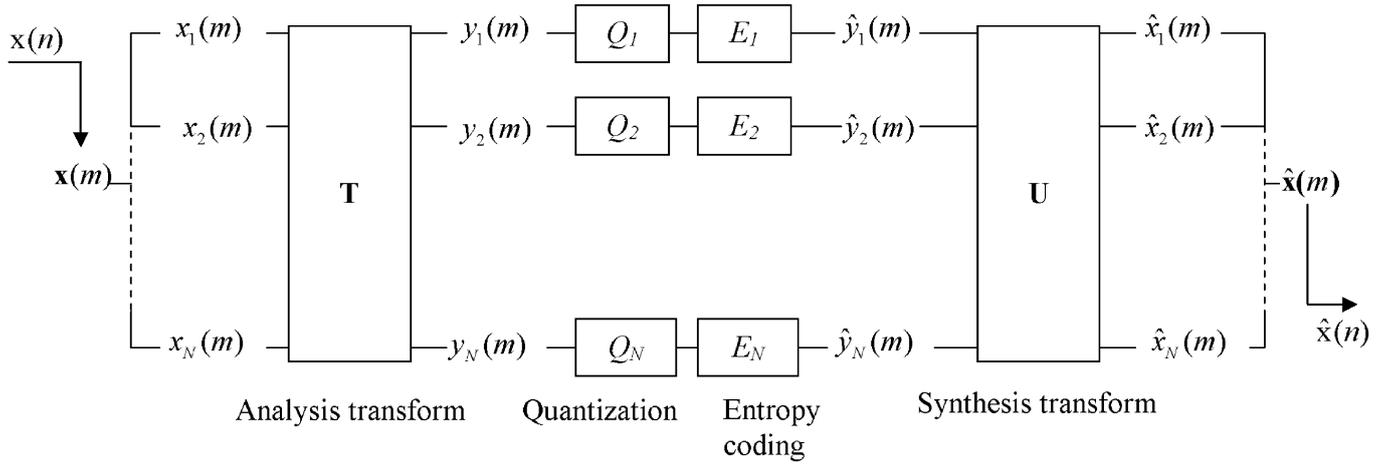 x(n)
x₁(m) y₁(m) Q₁ E₁ ŷ₁(m) x̂₁(m)
x₂(m) y₂(m) Q₂ E₂ ŷ₂(m) x̂₂(m)
x(m) T U x̂(m)
x_N(m) y_N(m) Q_N E_N ŷ_N(m) x̂_N(m)
x̂(n)
Analysis transform Quantization Entropy Synthesis transform
coding